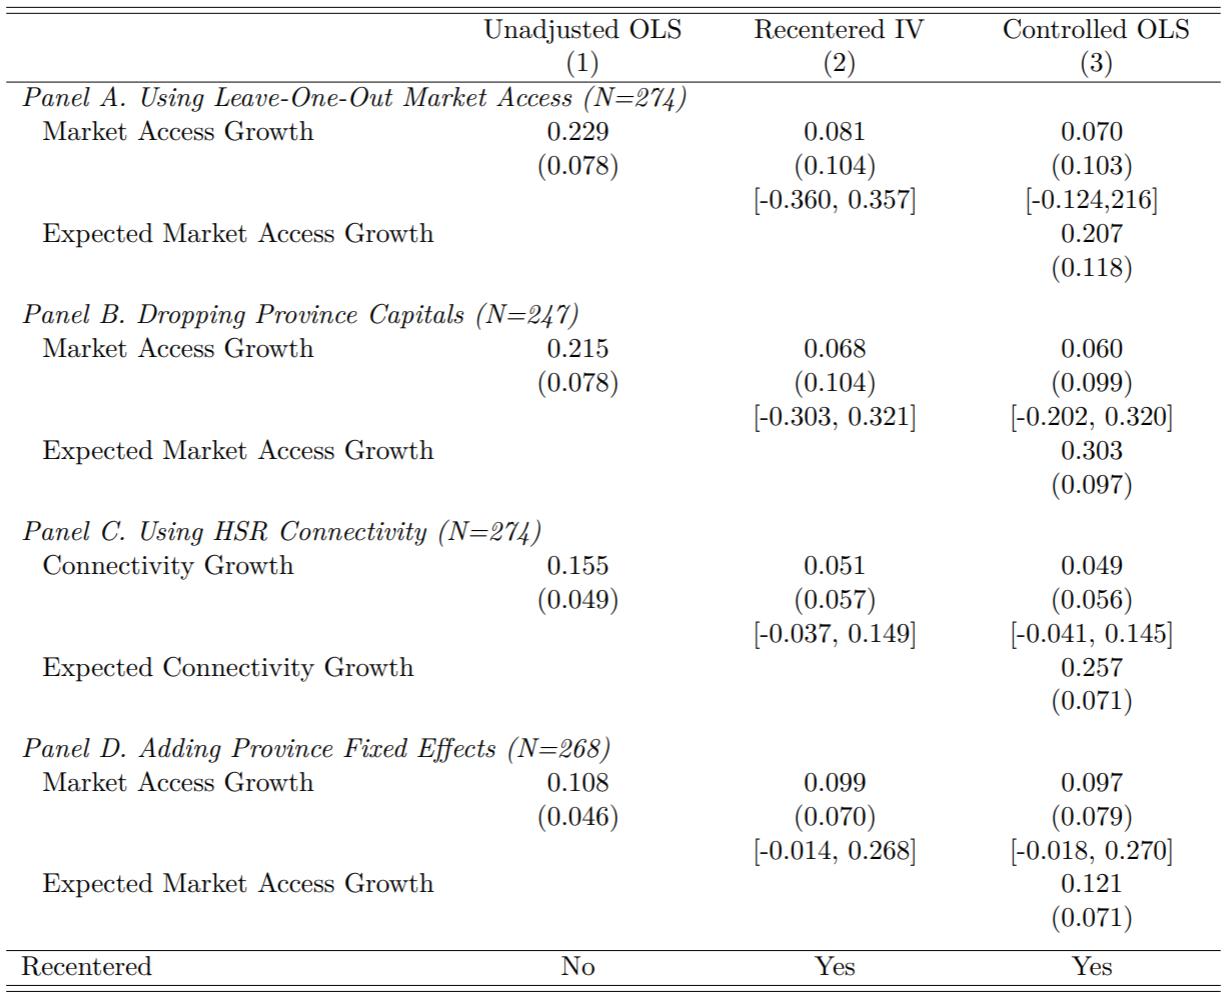 Unadjusted OLS Recentered IV Controlled OLS
(1) (2) (3)
Panel A. Using Leave-One-Out Market Access (N=274)
Market Access Growth 0.229 0.081 0.070
(0.078) (0.104) (0.103)
[-0.360, 0.357] [-0.124,216]
Expected Market Access Growth 0.207
(0.118)
Panel B. Dropping Province Capitals (N=247)
Market Access Growth 0.215 0.068 0.060
(0.078) (0.104) (0.099)
[-0.303, 0.321] [-0.202, 0.320]
Expected Market Access Growth 0.303
(0.097)
Panel C. Using HSR Connectivity (N=274)
Connectivity Growth 0.155 0.051 0.049
(0.049) (0.057) (0.056)
[-0.037, 0.149] [-0.041, 0.145]
Expected Connectivity Growth 0.257
(0.071)
Panel D. Adding Province Fixed Effects (N=268)
Market Access Growth 0.108 0.099 0.097
(0.046) (0.070) (0.079)
[-0.014, 0.268] [-0.018, 0.270]
Expected Market Access Growth 0.121
(0.071)
Recentered No Yes Yes